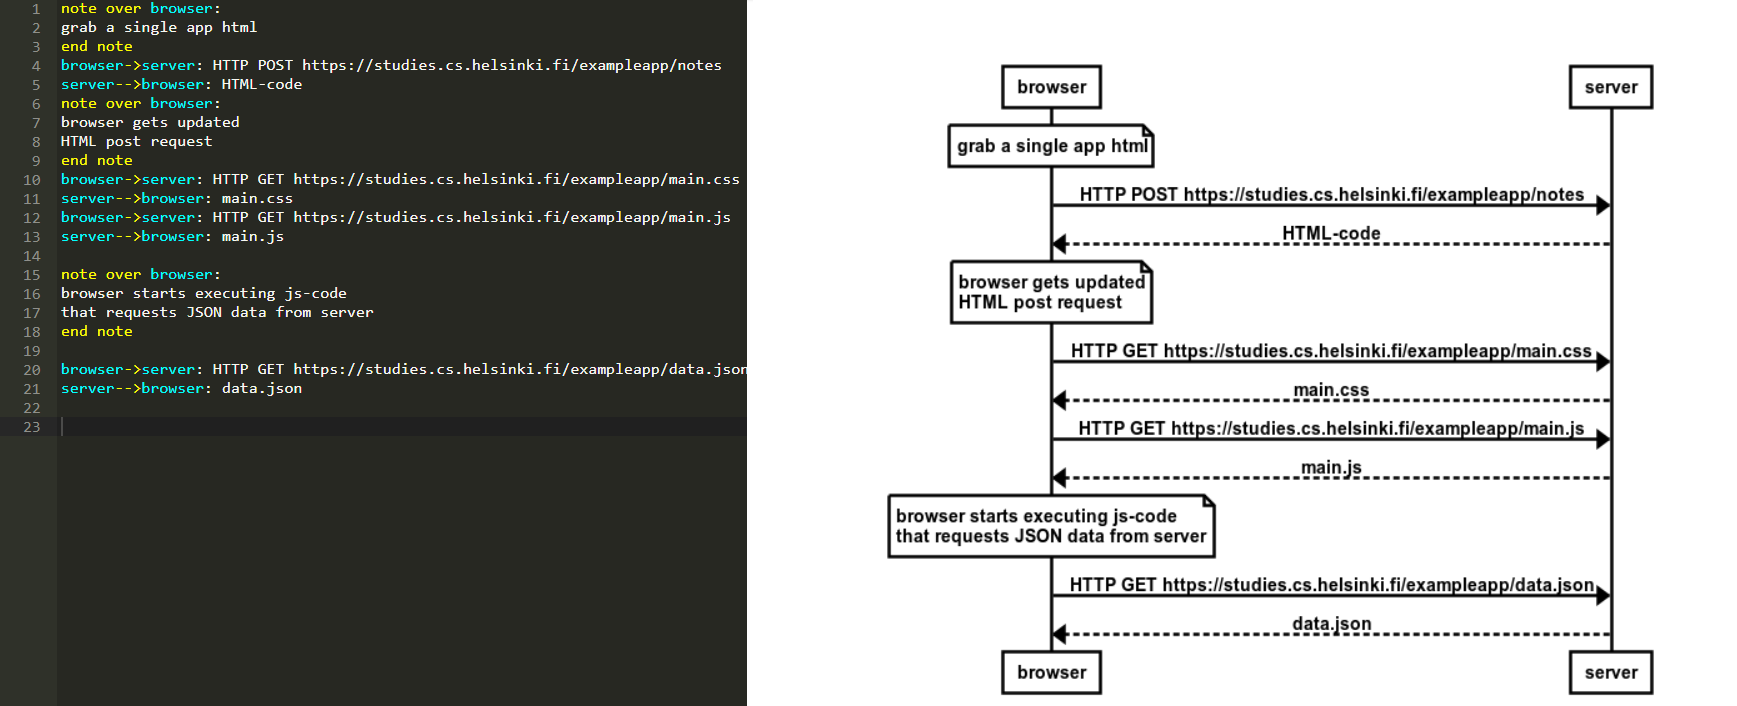 1 note over browser:
2 grab a single app html
3 end note
4 browser->server: HTTP POST https://studies.cs.helsinki.fi/exampleapp/notes
5 server-->browser: HTML-code
6 note over browser:
7 browser gets updated
8 HTML post request
9 end note
10 browser->server: HTTP GET https://studies.cs.helsinki.fi/exampleapp/main.css
11 server-->browser: main.css
12 browser->server: HTTP GET https://studies.cs.helsinki.fi/exampleapp/main.js
13 server-->browser: main.js
14
15 note over browser:
16 browser starts executing js-code
17 that requests JSON data from server
18 end note
19
20 browser->server: HTTP GET https://studies.cs.helsinki.fi/exampleapp/data.json
21 server-->browser: data.json
22
23
browser server
grab a single app html
HTTP POST https://studies.cs.helsinki.fi/exampleapp/notes
HTML-code
browser gets updated
HTML post request
HTTP GET https://studies.cs.helsinki.fi/exampleapp/main.css
main.css
HTTP GET https://studies.cs.helsinki.fi/exampleapp/main.js
main.js
browser starts executing js-code
that requests JSON data from server
HTTP GET https://studies.cs.helsinki.fi/exampleapp/data.json
data.json
browser server